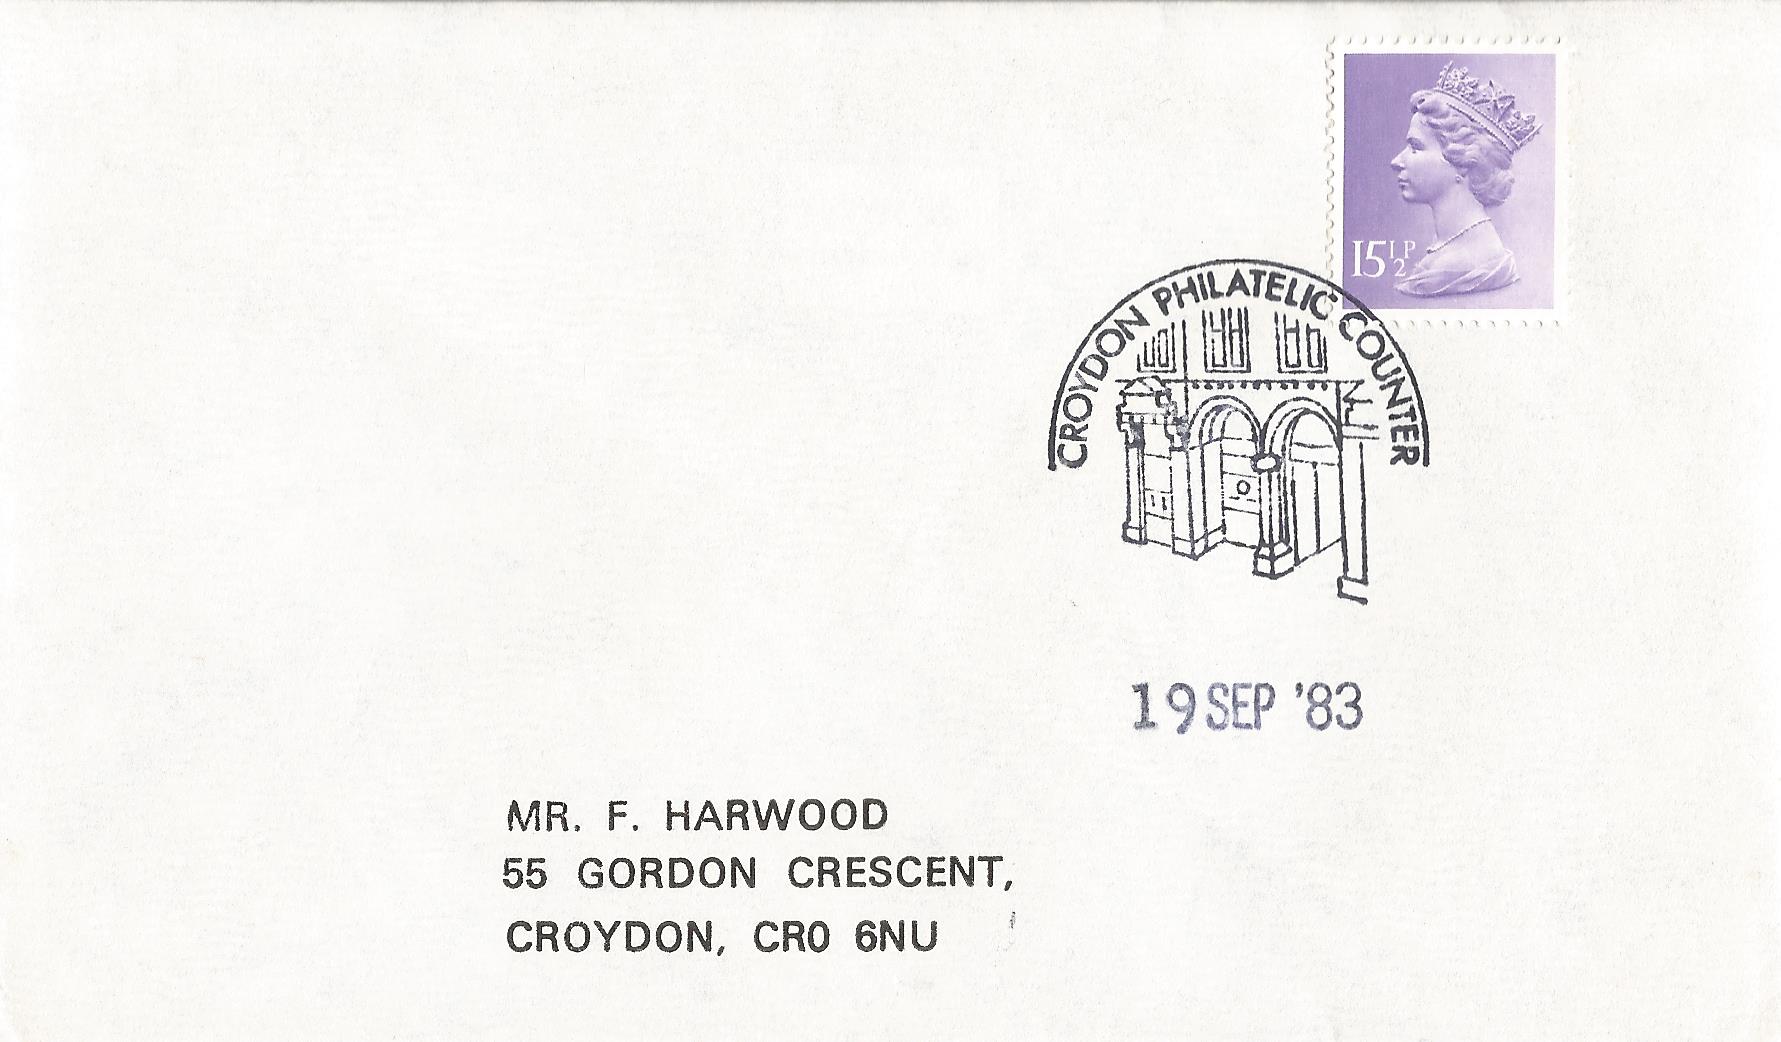 15½P
CROYDON PHILATELIC COUNTER
19 SEP '83
MR. F. HARWOOD
55 GORDON CRESCENT,
CROYDON, CR0 6NU